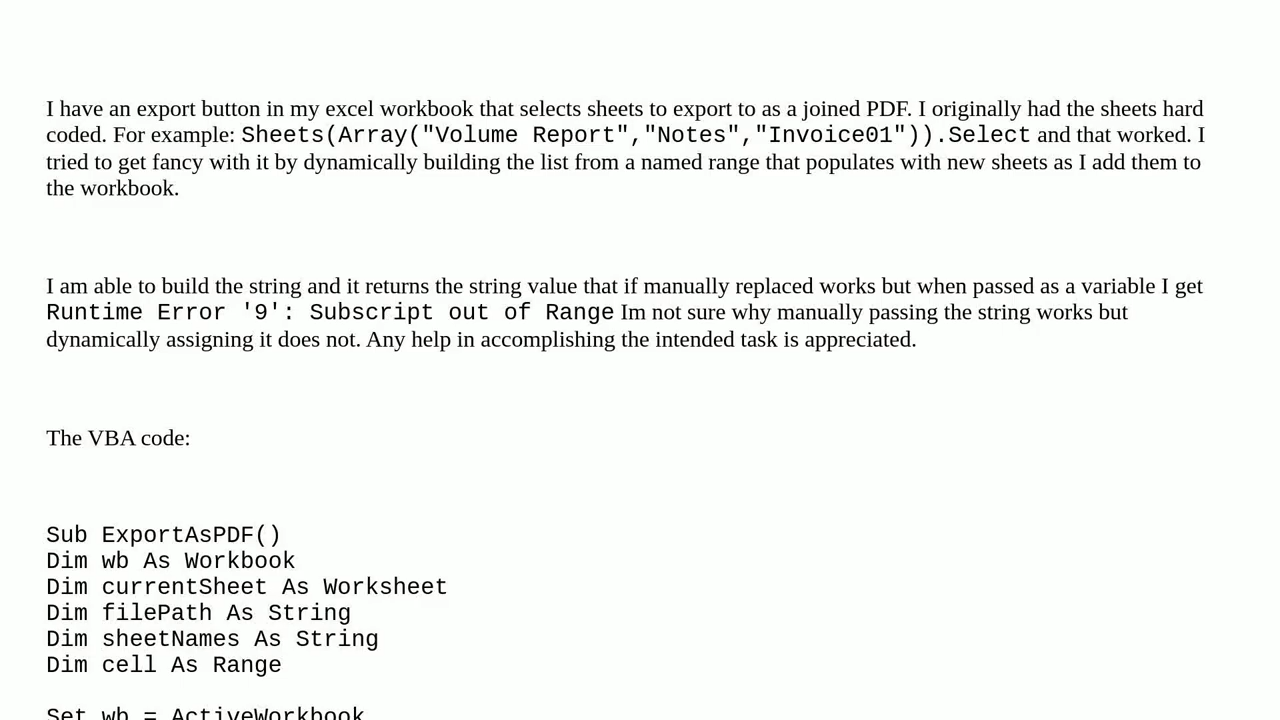 I have an export button in my excel workbook that selects sheets to export to as a joined PDF. I originally had the sheets hard
coded. For example: Sheets(Array("Volume Report","Notes","Invoice01")).Select and that worked. I
tried to get fancy with it by dynamically building the list from a named range that populates with new sheets as I add them to
the workbook.
I am able to build the string and it returns the string value that if manually replaced works but when passed as a variable I get
Runtime Error '9': Subscript out of Range Im not sure why manually passing the string works but
dynamically assigning it does not. Any help in accomplishing the intended task is appreciated.
The VBA code:
Sub ExportAsPDF()
Dim wb As Workbook
Dim currentSheet As Worksheet
Dim filePath As String
Dim sheetNames As String
Dim cell As Range
Set wb = ActiveWorkbook